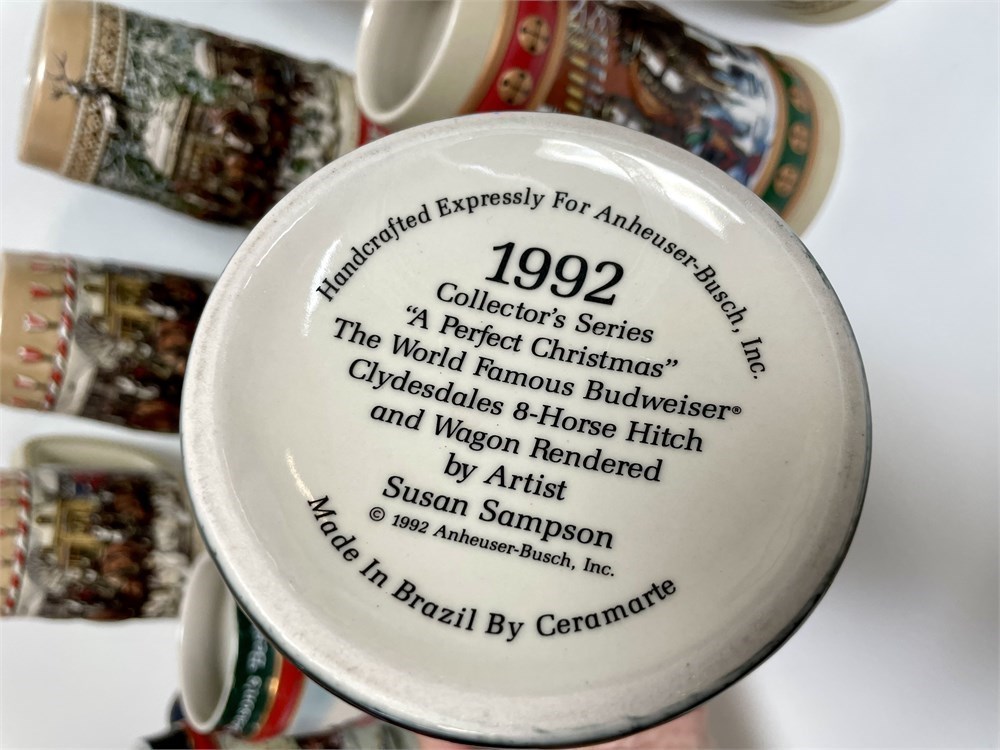 Handcrafted Expressly For Anheuser-Busch, Inc.
1992
Collector's Series
“A Perfect Christmas”
The World Famous Budweiser®
Clydesdales 8-Horse Hitch
and Wagon Rendered
by Artist
Susan Sampson
© 1992 Anheuser-Busch, Inc.
Made In Brazil By Ceramarte